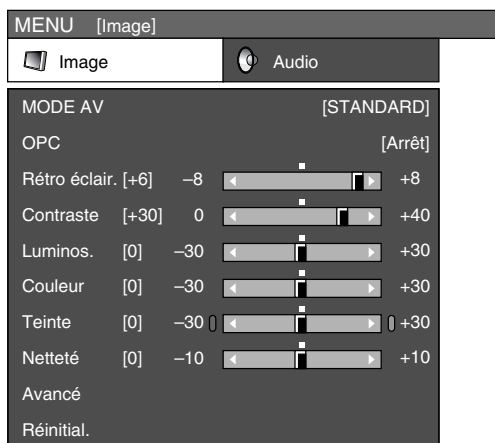 MENU [Image]
Image Audio
MODE AV [STANDARD]
OPC [Arrêt]
Rétro éclair. [+6] –8 +8
Contraste [+30] 0 +40
Luminos. [0] –30 +30
Couleur [0] –30 +30
Teinte [0] –30 +30
Netteté [0] –10 +10
Avancé
Réinitial.